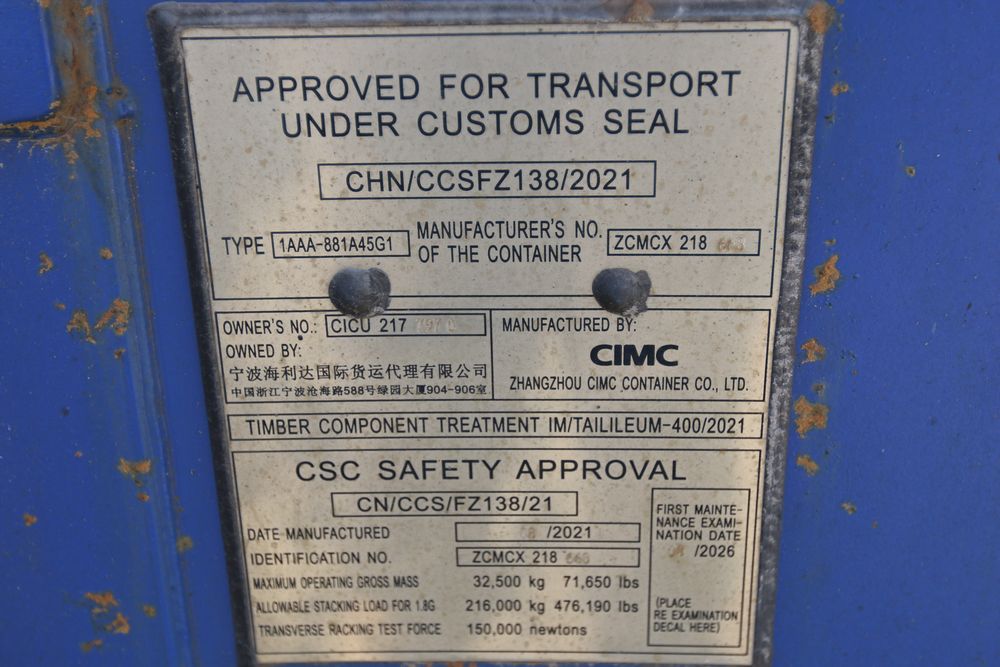 APPROVED FOR TRANSPORT
UNDER CUSTOMS SEAL
CHN/CCSFZ138/2021
TYPE 1AAA-881A45G1
MANUFACTURER'S NO.
OF THE CONTAINER
ZCMCX 218
OWNER'S NO.: CICU 217
OWNED BY:
宁波海利达国际货运代理有限公司
中国浙江宁波沧海路588号绿园大厦904-906室
MANUFACTURED BY:
CIMC
ZHANGZHOU CIMC CONTAINER CO., LTD.
TIMBER COMPONENT TREATMENT IM/TAILILEUM-400/2021
CSC SAFETY APPROVAL
CN/CCS/FZ138/21
DATE MANUFACTURED /2021
IDENTIFICATION NO. ZCMCX 218
MAXIMUM OPERATING GROSS MASS 32,500 kg 71,650 lbs
ALLOWABLE STACKING LOAD FOR 1.8G 216,000 kg 476,190 lbs
TRANSVERSE RACKING TEST FORCE 150,000 newtons
FIRST MAINTE-
NANCE EXAMI-
NATION DATE
/2026
(PLACE
RE EXAMINATION
DECAL HERE)